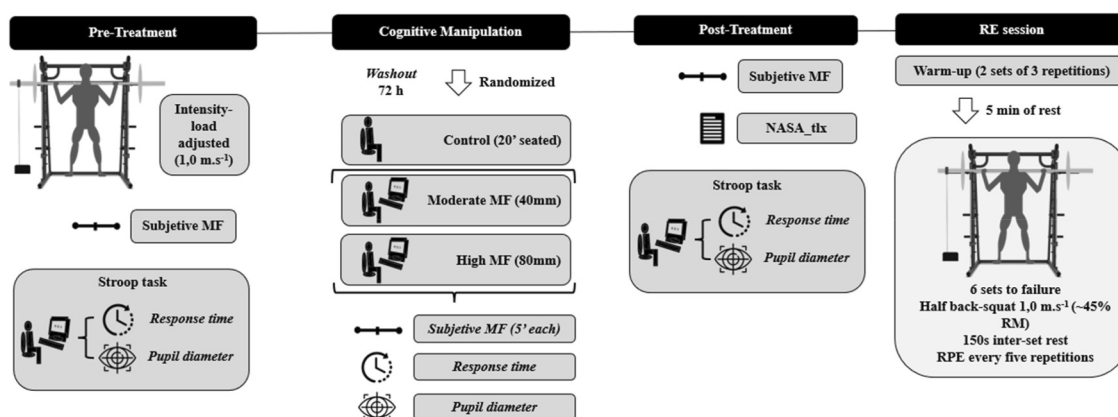 Pre-Treatment
Intensity-
load
adjusted
(1,0 m.s-1)
Subjetive MF
Stroop task
Response time
Pupil diameter
Cognitive Manipulation
Washout
72 h
Randomized
Control (20' seated)
Moderate MF (40mm)
High MF (80mm)
Subjetive MF (5' each)
Response time
Pupil diameter
Post-Treatment
Subjetive MF
NASA_tlx
Stroop task
Response time
Pupil diameter
RE session
Warm-up (2 sets of 3 repetitions)
5 min of rest
6 sets to failure
Half back-squat 1,0 m.s-1 (~45%
RM)
150s inter-set rest
RPE every five repetitions